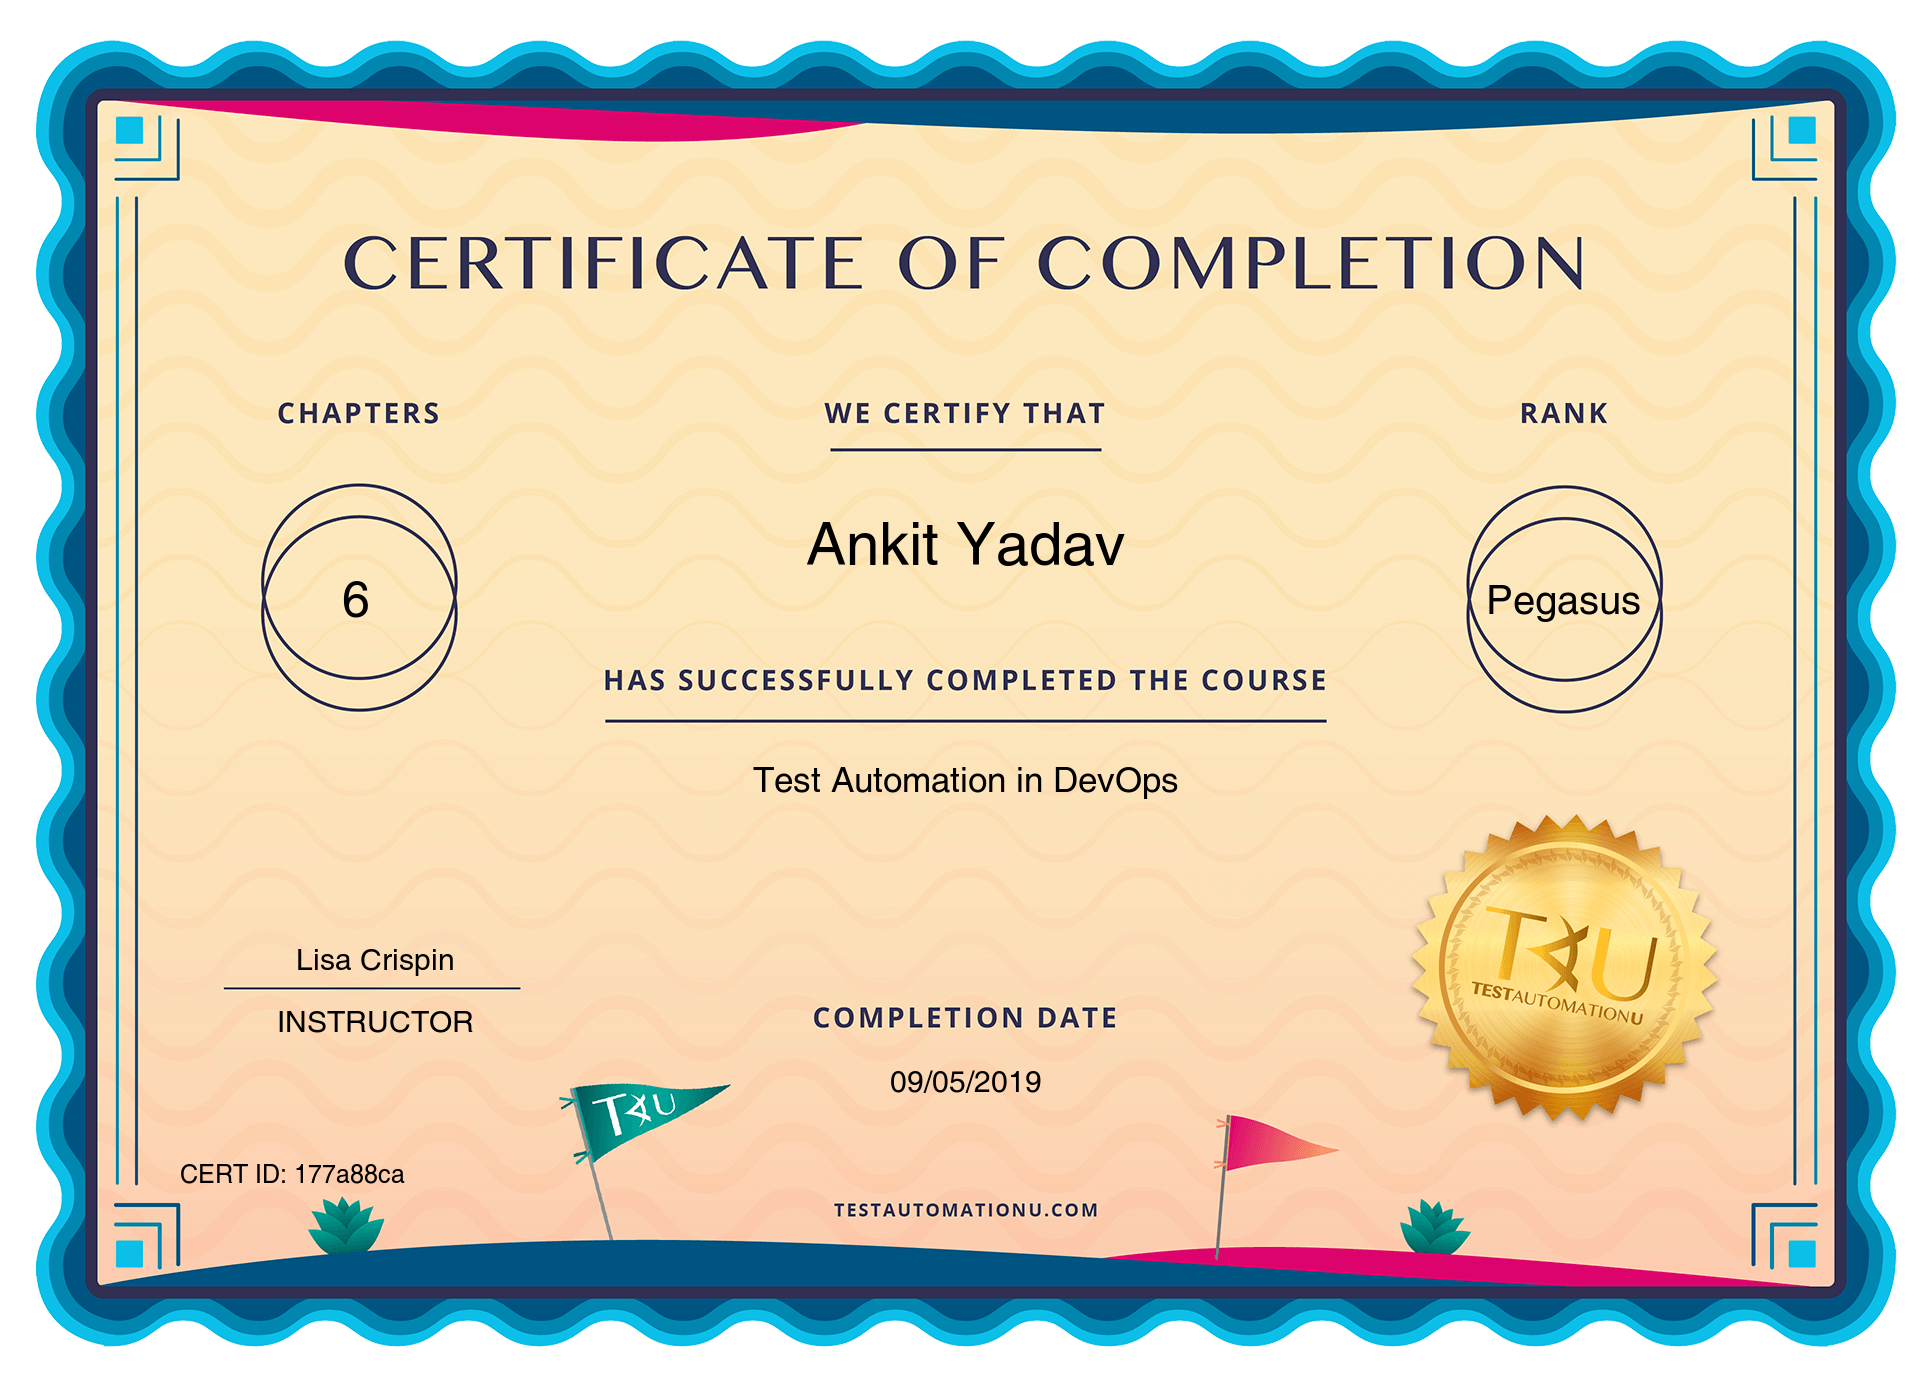 CERTIFICATE OF COMPLETION
CHAPTERS
6
WE CERTIFY THAT
Ankit Yadav
RANK
Pegasus
HAS SUCCESSFULLY COMPLETED THE COURSE
Test Automation in DevOps
Lisa Crispin
INSTRUCTOR
COMPLETION DATE
09/05/2019
TAU
TESTAUTOMATIONU
TAU
CERT ID: 177a88ca
TESTAUTOMATIONU.COM